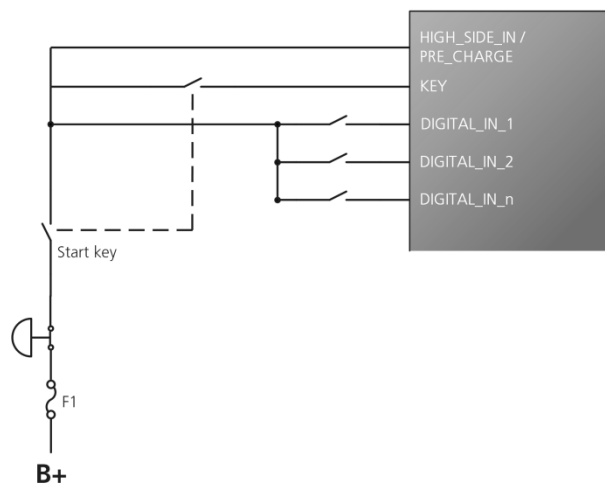 HIGH_SIDE_IN /
PRE_CHARGE
KEY
DIGITAL_IN_1
DIGITAL_IN_2
DIGITAL_IN_n
Start key
F1
B+